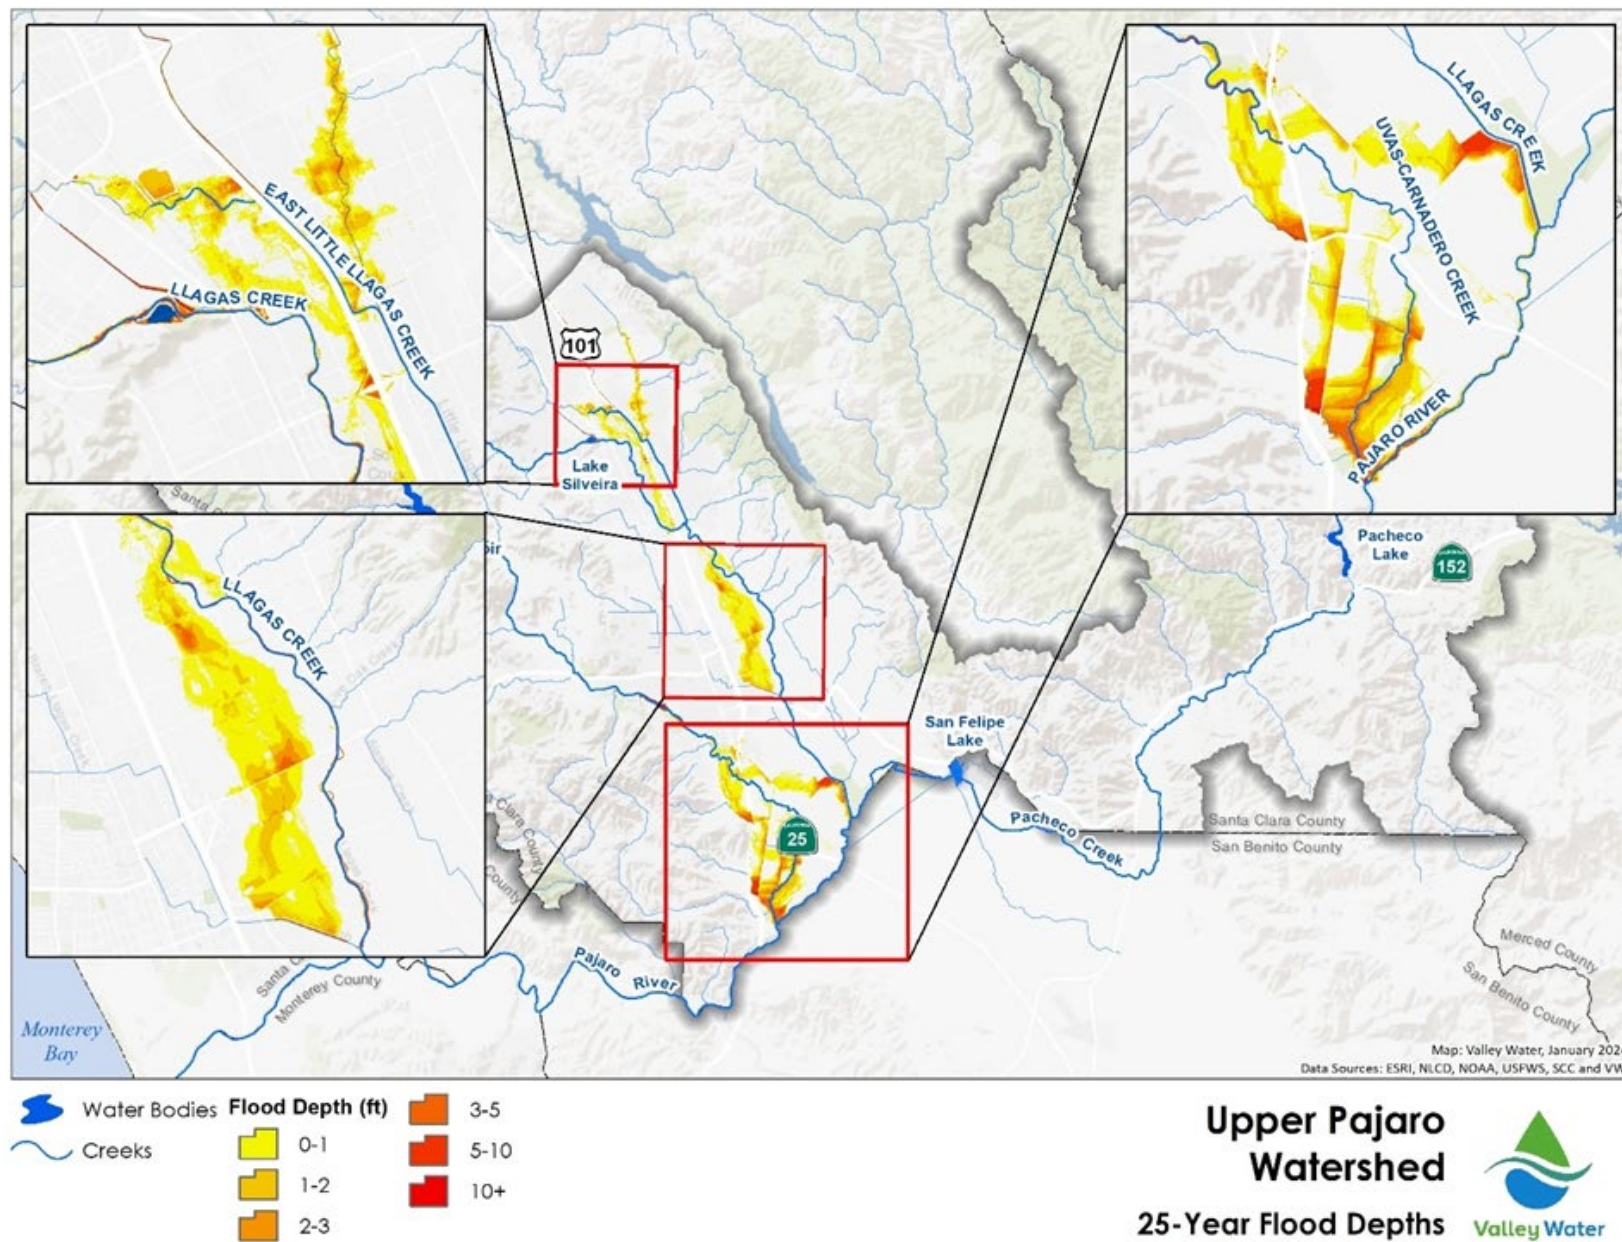 LLAGAS CREEK
EAST LITTLE LLAGAS CREEK
LLAGAS CREEK
UVAS-CARNADERO CREEK
PAJARO RIVER
LLAGAS CREEK
101
Lake
Silveira
Pacheco
Lake
152
San Felipe
Lake
25
Pacheco Creek
Santa Clara County
San Benito County
Clara County
County
Pajaro River
Monterey County
Merced County
San Benito County
Monterey
Bay
Map: Valley Water, January 202
Data Sources: ESRI, NLCD, NOAA, USFWS, SCC and VW
Water Bodies
Creeks
Flood Depth (ft)
0-1
1-2
2-3
3-5
5-10
10+
Upper Pajaro
Watershed
25-Year Flood Depths
Valley Water